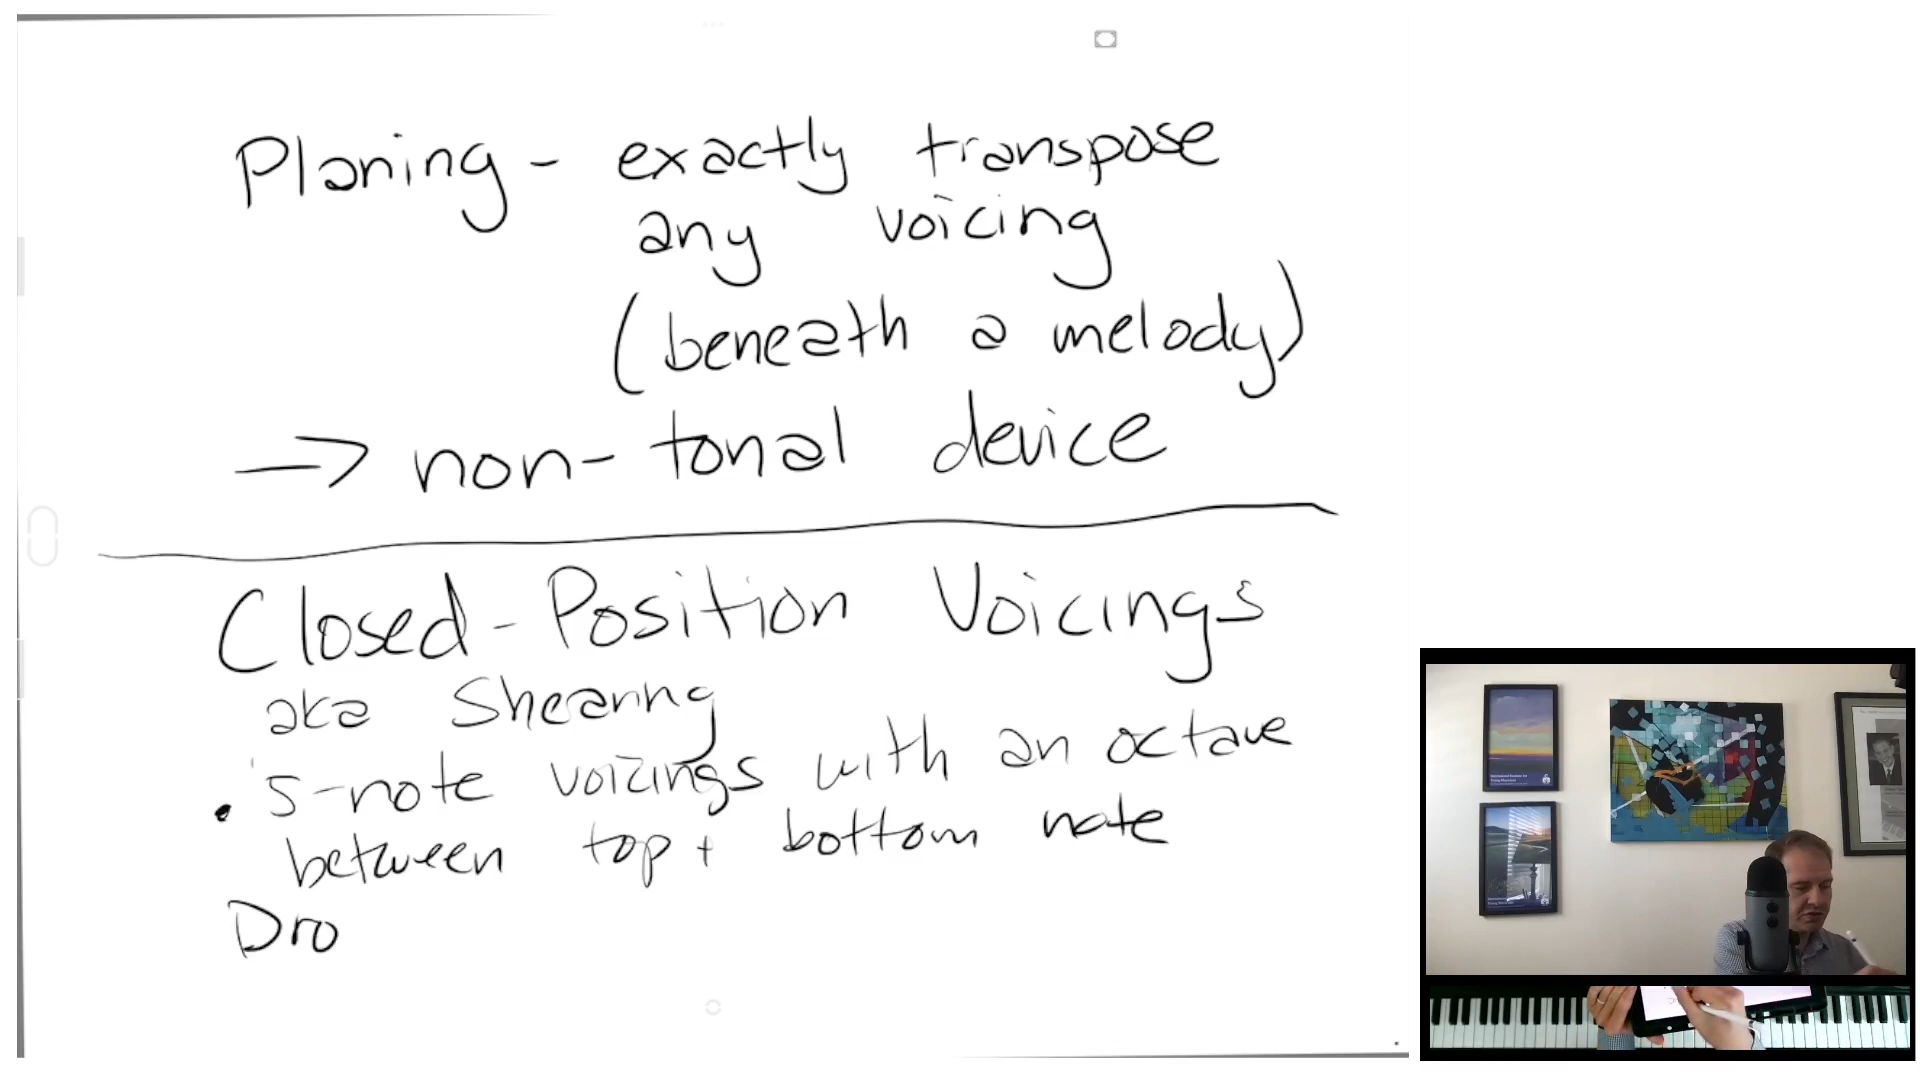 Planing - exactly transpose
any voicing
(beneath a melody)
→ non-tonal device
Closed-Position Voicings
aka Shearing
• 5-note voicings with an octave
between top + bottom note
Dro